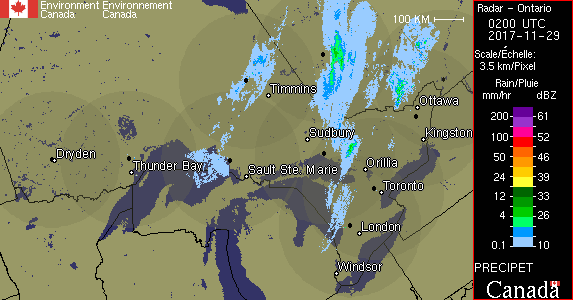 Environment Environnement
Canada Canada
100 KM
Timmins
Ottawa
Sudbury
Kingston
Dryden
Thunder Bay
Sault Ste. Marie
Orillia
Toronto
London
Windsor
Radar - Ontario
0200 UTC
2017-11-29
Scale/Échelle:
3.5 km/Pixel
Rain/Pluie
mm/hr dBZ
200 61
100 52
50 46
24 39
12 33
4 26
0.1 10
PRECIPET
Canada